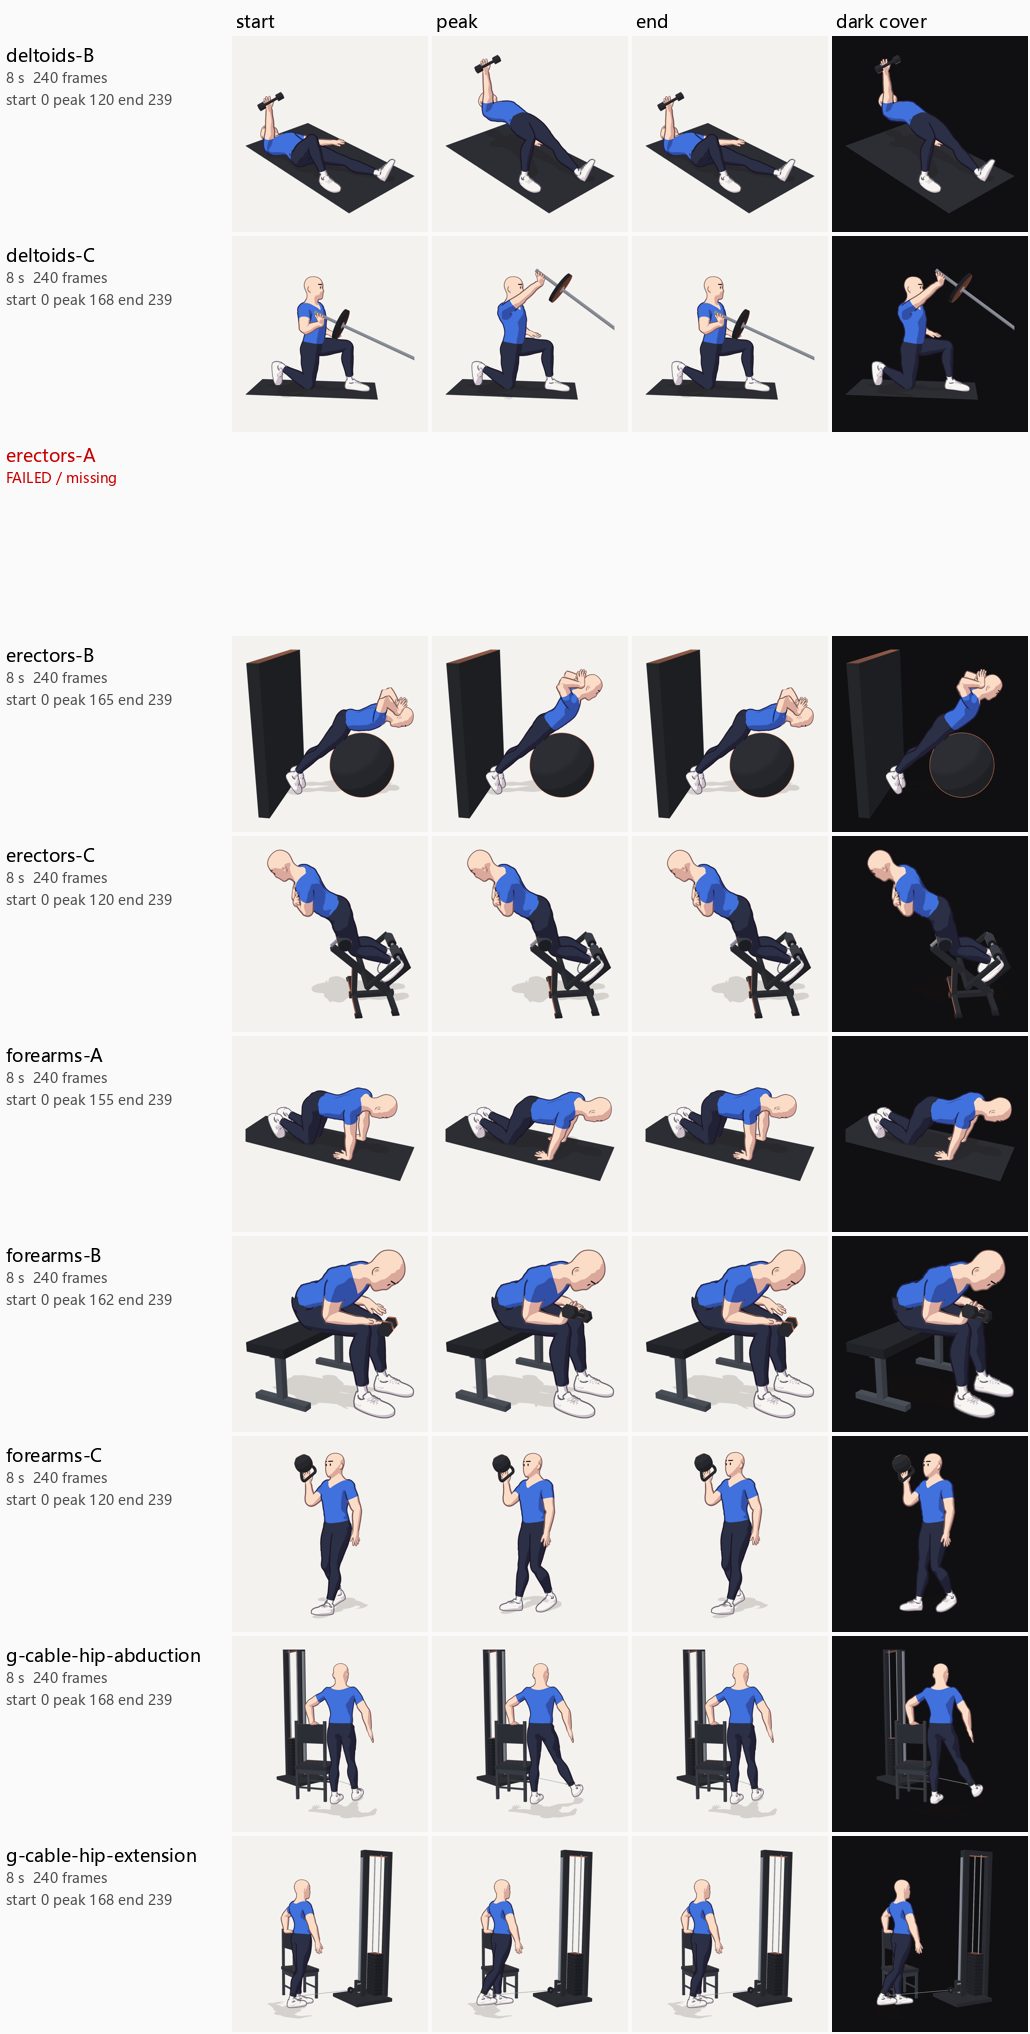 start peak end dark cover
deltoids-B
8 s 240 frames
start 0 peak 120 end 239
deltoids-C
8 s 240 frames
start 0 peak 168 end 239
erectors-A
FAILED / missing
erectors-B
8 s 240 frames
start 0 peak 165 end 239
erectors-C
8 s 240 frames
start 0 peak 120 end 239
forearms-A
8 s 240 frames
start 0 peak 155 end 239
forearms-B
8 s 240 frames
start 0 peak 162 end 239
forearms-C
8 s 240 frames
start 0 peak 120 end 239
g-cable-hip-abduction
8 s 240 frames
start 0 peak 168 end 239
g-cable-hip-extension
8 s 240 frames
start 0 peak 168 end 239